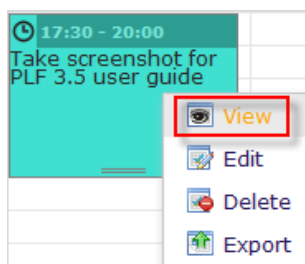 17:30 - 20:00
Take screenshot for
PLF 3.5 user guide
View
Edit
Delete
Export